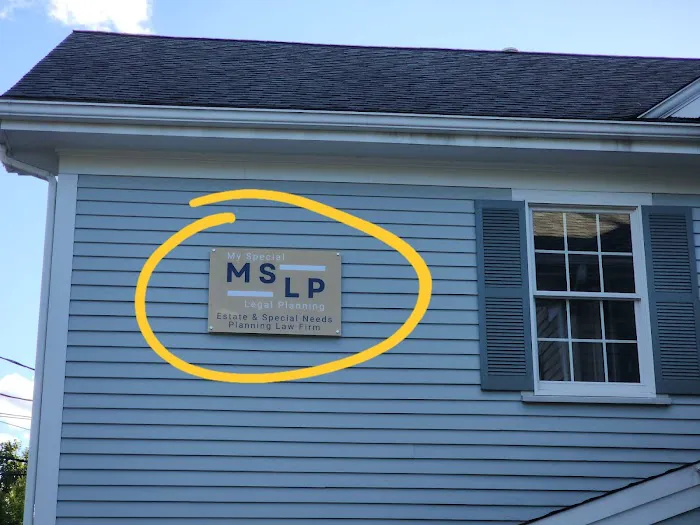 My Special
MSLP
Legal Planning
Estate & Special Needs
Planning Law Firm